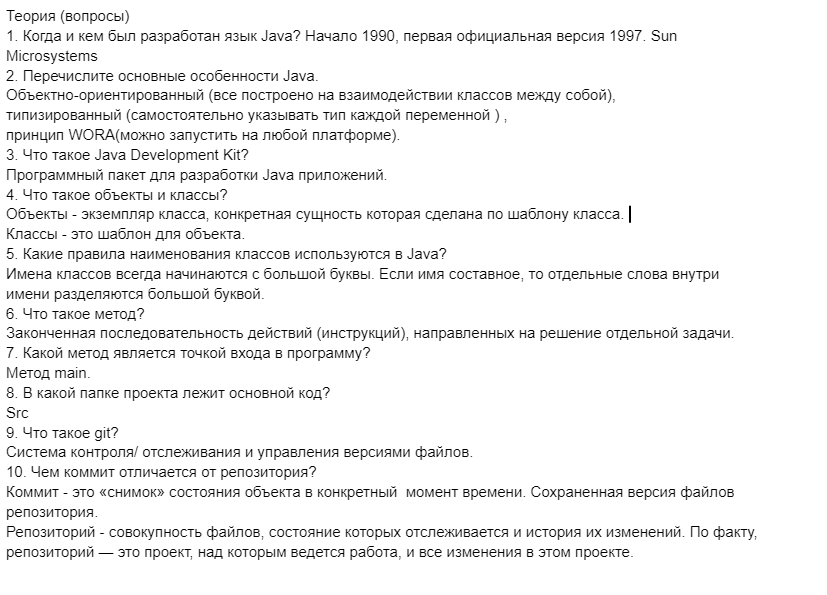 Теория (вопросы)
1. Когда и кем был разработан язык Java? Начало 1990, первая официальная версия 1997. Sun
Microsystems
2. Перечислите основные особенности Java.
Объектно-ориентированный (все построено на взаимодействии классов между собой),
типизированный (самостоятельно указывать тип каждой переменной ) ,
принцип WORA(можно запустить на любой платформе).
3. Что такое Java Development Kit?
Программный пакет для разработки Java приложений.
4. Что такое объекты и классы?
Объекты - экземпляр класса, конкретная сущность которая сделана по шаблону класса.
Классы - это шаблон для объекта.
5. Какие правила наименования классов используются в Java?
Имена классов всегда начинаются с большой буквы. Если имя составное, то отдельные слова внутри
имени разделяются большой буквой.
6. Что такое метод?
Законченная последовательность действий (инструкций), направленных на решение отдельной задачи.
7. Какой метод является точкой входа в программу?
Метод main.
8. В какой папке проекта лежит основной код?
Src
9. Что такое git?
Система контроля/ отслеживания и управления версиями файлов.
10. Чем коммит отличается от репозитория?
Коммит - это «снимок» состояния объекта в конкретный  момент времени. Сохраненная версия файлов
репозитория.
Репозиторий - совокупность файлов, состояние которых отслеживается и история их изменений. По факту,
репозиторий — это проект, над которым ведется работа, и все изменения в этом проекте.